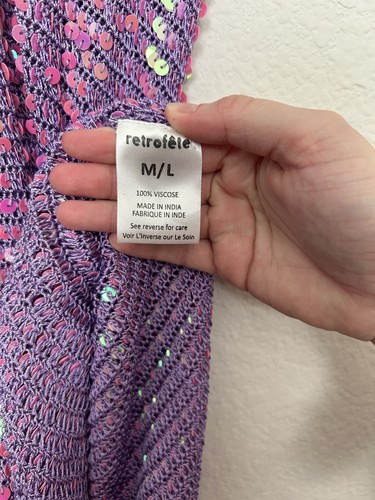 retrofête
M/L
100% VISCOSE
MADE IN INDIA
FABRIQUE IN INDE
See reverse for care
Voir L'Inverse our Le Soin